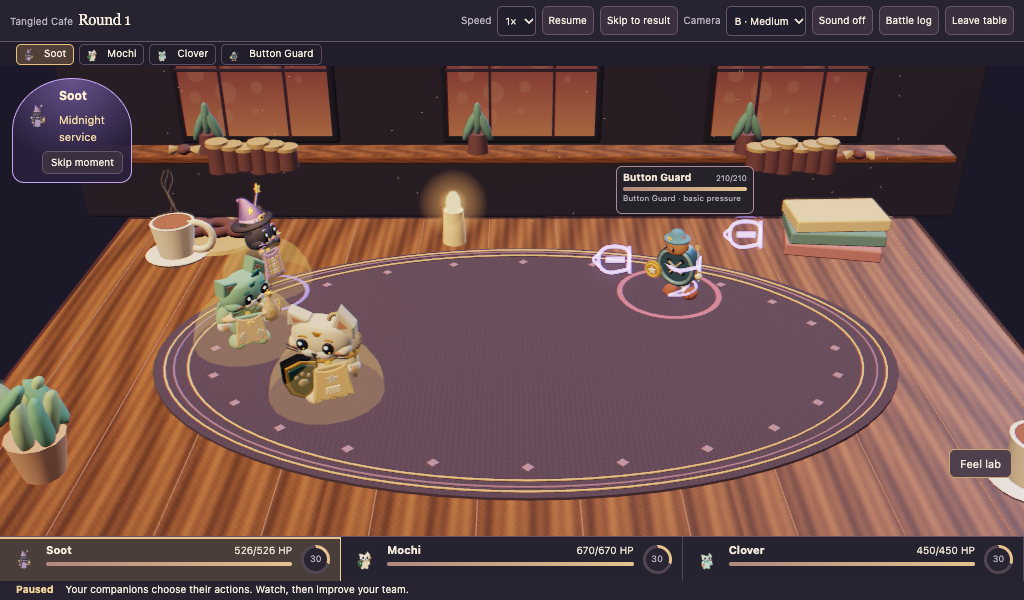 Tangled Cafe Round 1
Speed 1x Resume Skip to result Camera B · Medium Sound off Battle log Leave table
Soot Mochi Clover Button Guard
Soot
Midnight
service
Skip moment
Button Guard 210/210
Button Guard · basic pressure
Feel lab
Soot 526/526 HP 30
Mochi 670/670 HP 30
Clover 450/450 HP 30
Paused Your companions choose their actions. Watch, then improve your team.